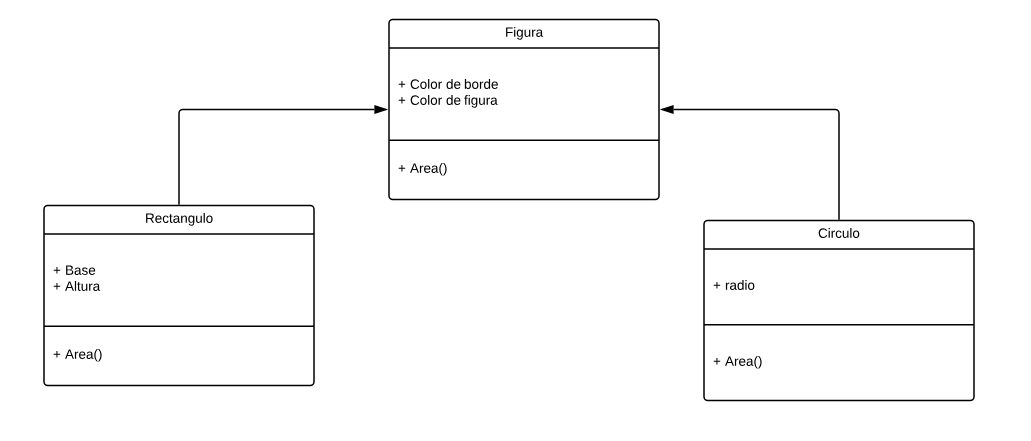 Figura
+ Color de borde
+ Color de figura
+ Area()
Rectangulo
+ Base
+ Altura
+ Area()
Circulo
+ radio
+ Area()